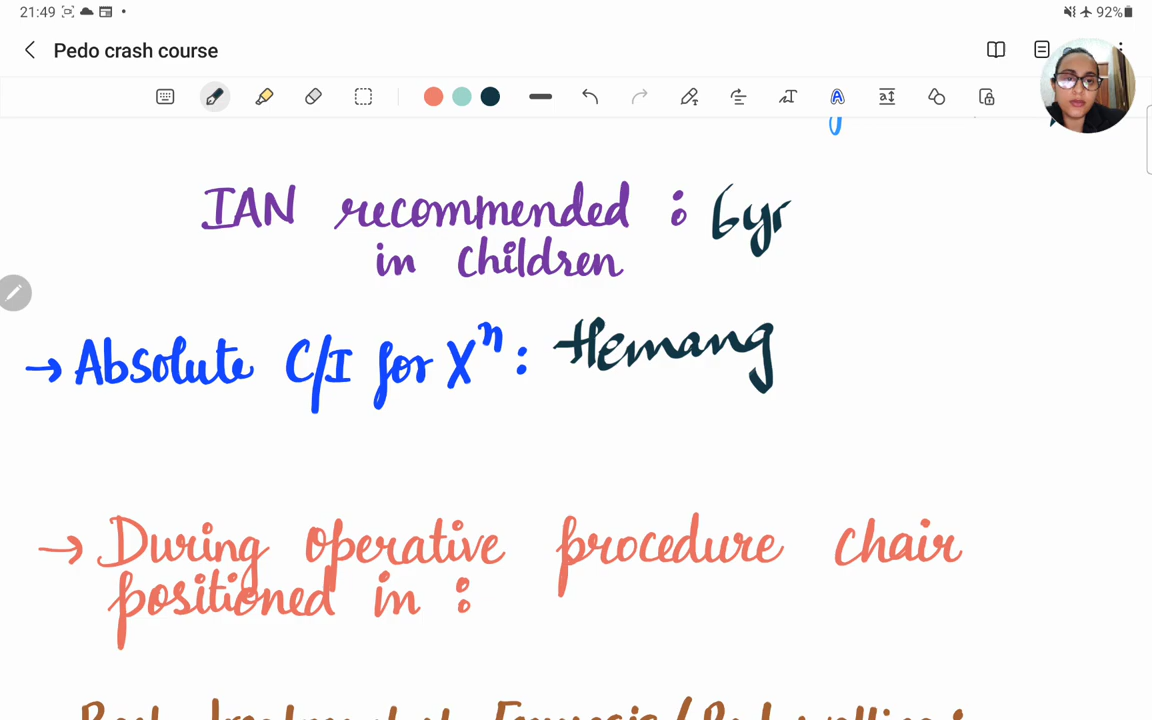 21:49
92%
Pedo crash course
IAN recommended : 6yr
in children
→ Absolute C/I for Xⁿ : Hemang
→ During operative procedure chair
positioned in :